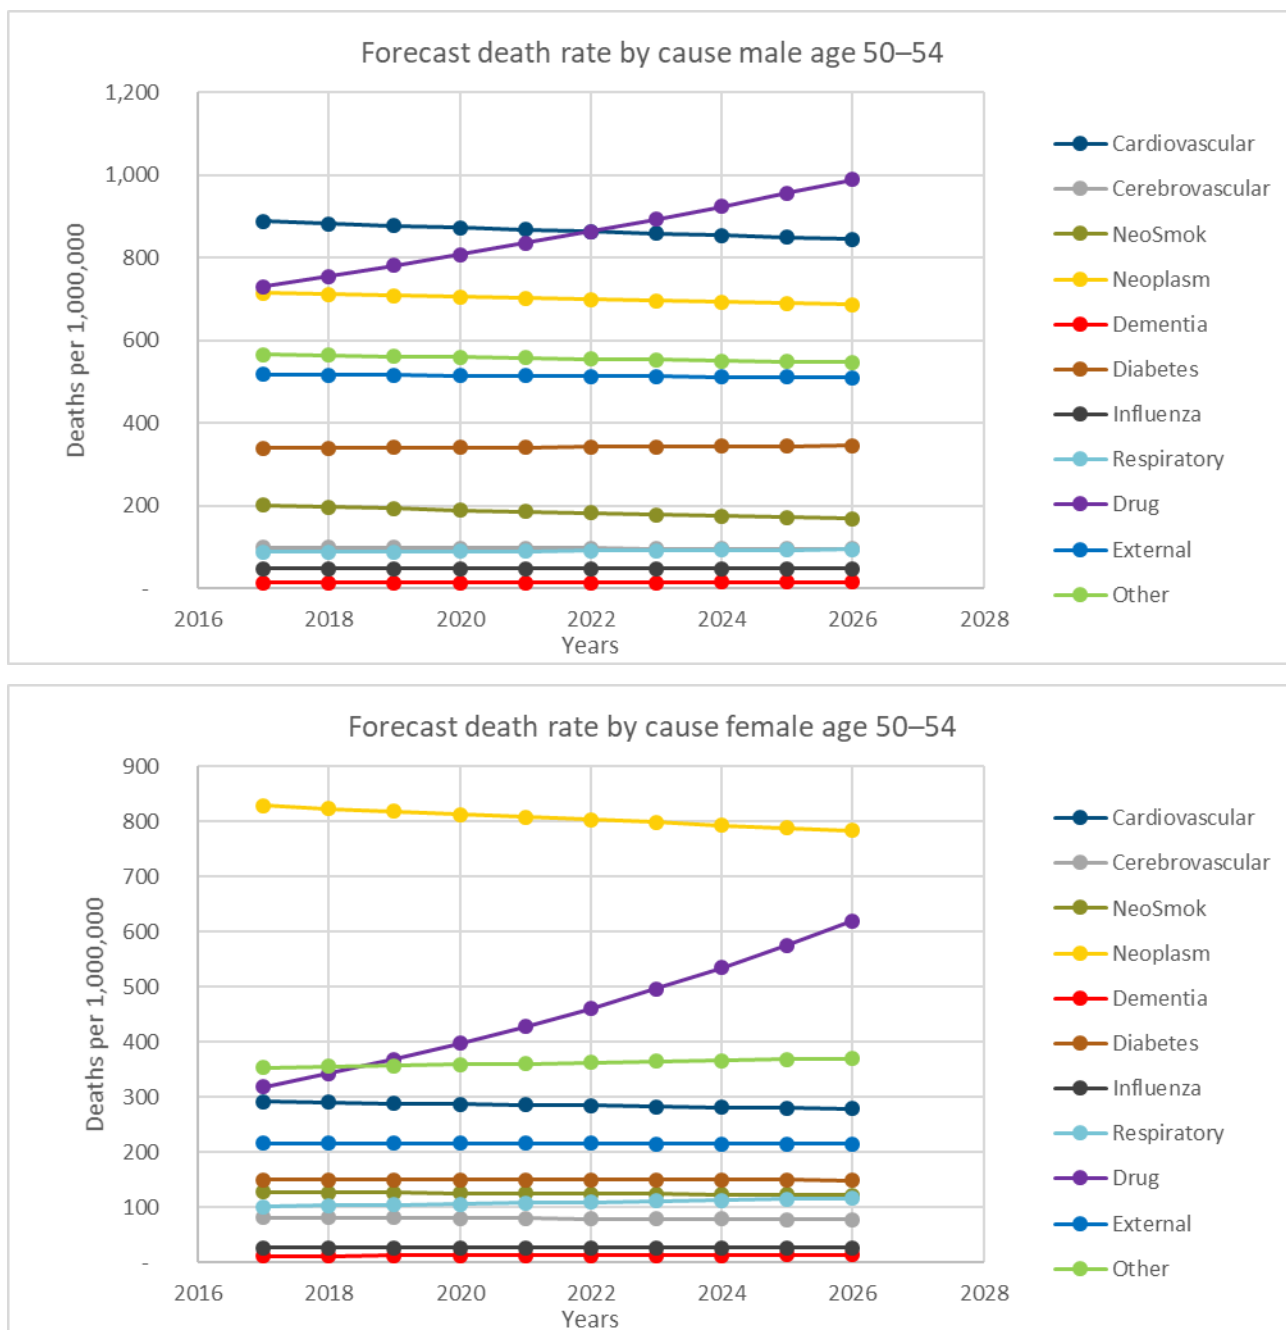 Forecast death rate by cause male age 50–54
Deaths per 1,000,000
1,200
1,000
800
600
400
200
-
2016 2018 2020 2022 2024 2026 2028
Years
Cardiovascular
Cerebrovascular
NeoSmok
Neoplasm
Dementia
Diabetes
Influenza
Respiratory
Drug
External
Other
Forecast death rate by cause female age 50–54
Deaths per 1,000,000
900
800
700
600
500
400
300
200
100
-
2016 2018 2020 2022 2024 2026 2028
Years
Cardiovascular
Cerebrovascular
NeoSmok
Neoplasm
Dementia
Diabetes
Influenza
Respiratory
Drug
External
Other